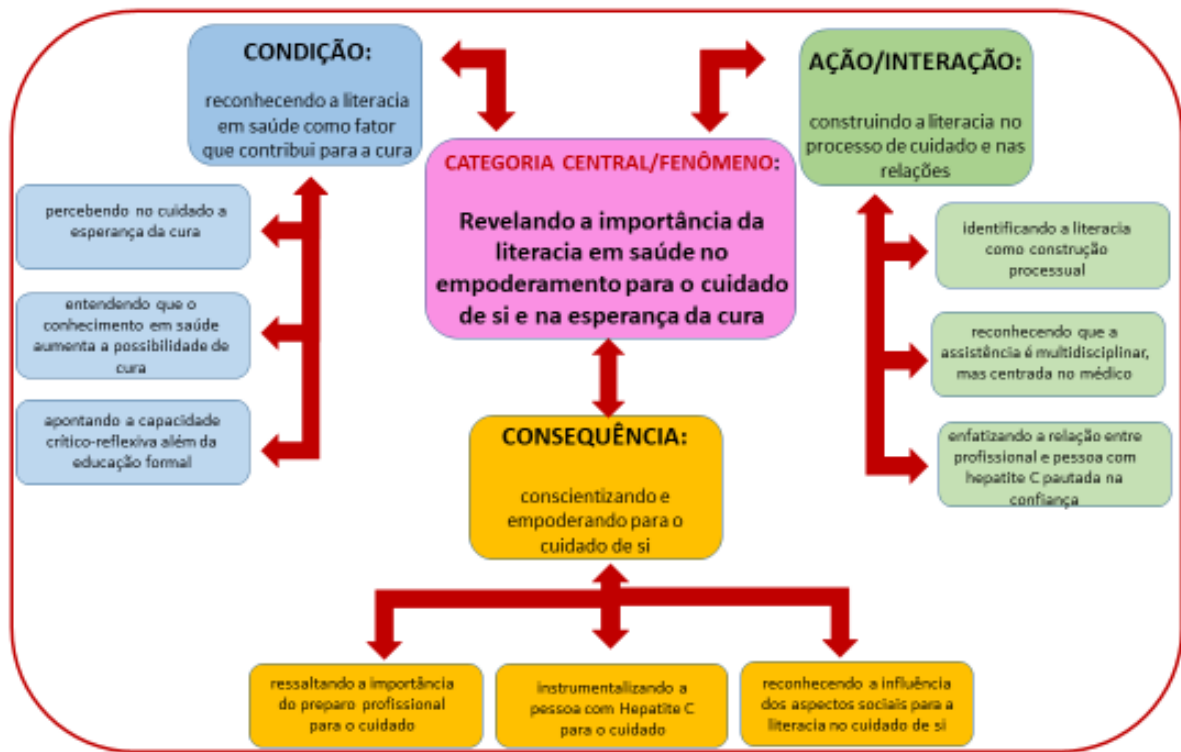 CONDIÇÃO:
reconhecendo a literacia
em saúde como fator
que contribui para a cura
percebendo no cuidado a
esperança da cura
entendendo que o
conhecimento em saúde
aumenta a possibilidade de
cura
apontando a capacidade
crítico-reflexiva além da
educação formal
CATEGORIA CENTRAL/FENÔMENO:
Revelando a importância da
literacia em saúde no
empoderamento para o cuidado
de si e na esperança da cura
AÇÃO/INTERAÇÃO:
construindo a literacia no
processo de cuidado e nas
relações
identificando a literacia
como construção
processual
reconhecendo que a
assistência é multidisciplinar,
mas centrada no médico
enfatizando a relação entre
profissional e pessoa com
hepatite C pautada na
confiança
CONSEQUÊNCIA:
conscientizando e
empoderando para o
cuidado de si
ressaltando a importância
do preparo profissional
para o cuidado
instrumentalizando a
pessoa com Hepatite C
para o cuidado
reconhecendo a influência
dos aspectos sociais para a
literacia no cuidado de si